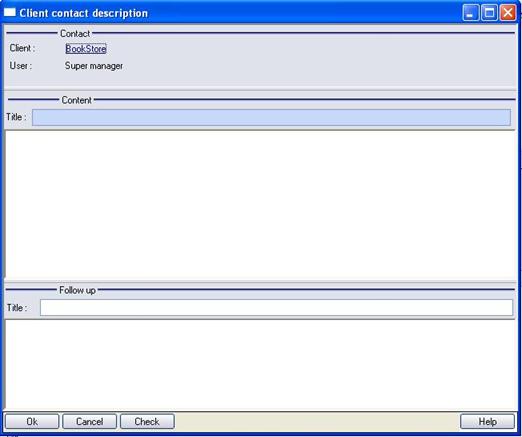 Client contact description
Contact
Client : BookStore
User : Super manager
Content
Title :
Follow up
Title :
Ok Cancel Check Help